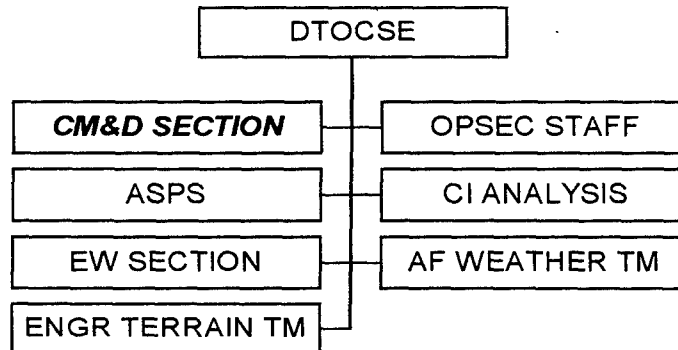 DTOCSE
CM&D SECTION
OPSEC STAFF
ASPS
CI ANALYSIS
EW SECTION
AF WEATHER TM
ENGR TERRAIN TM